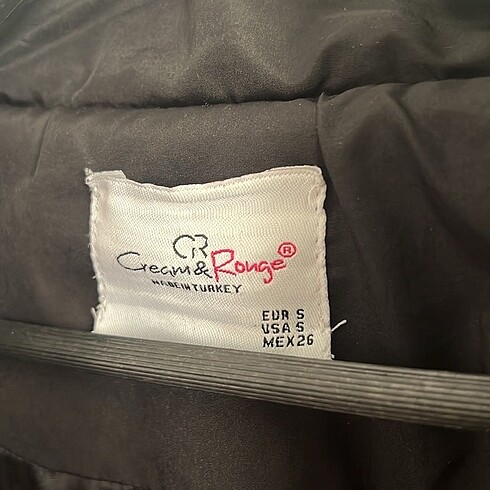 CR
Cream & Rouge®
MADE IN TURKEY
EUR S
USA S
MEX 26